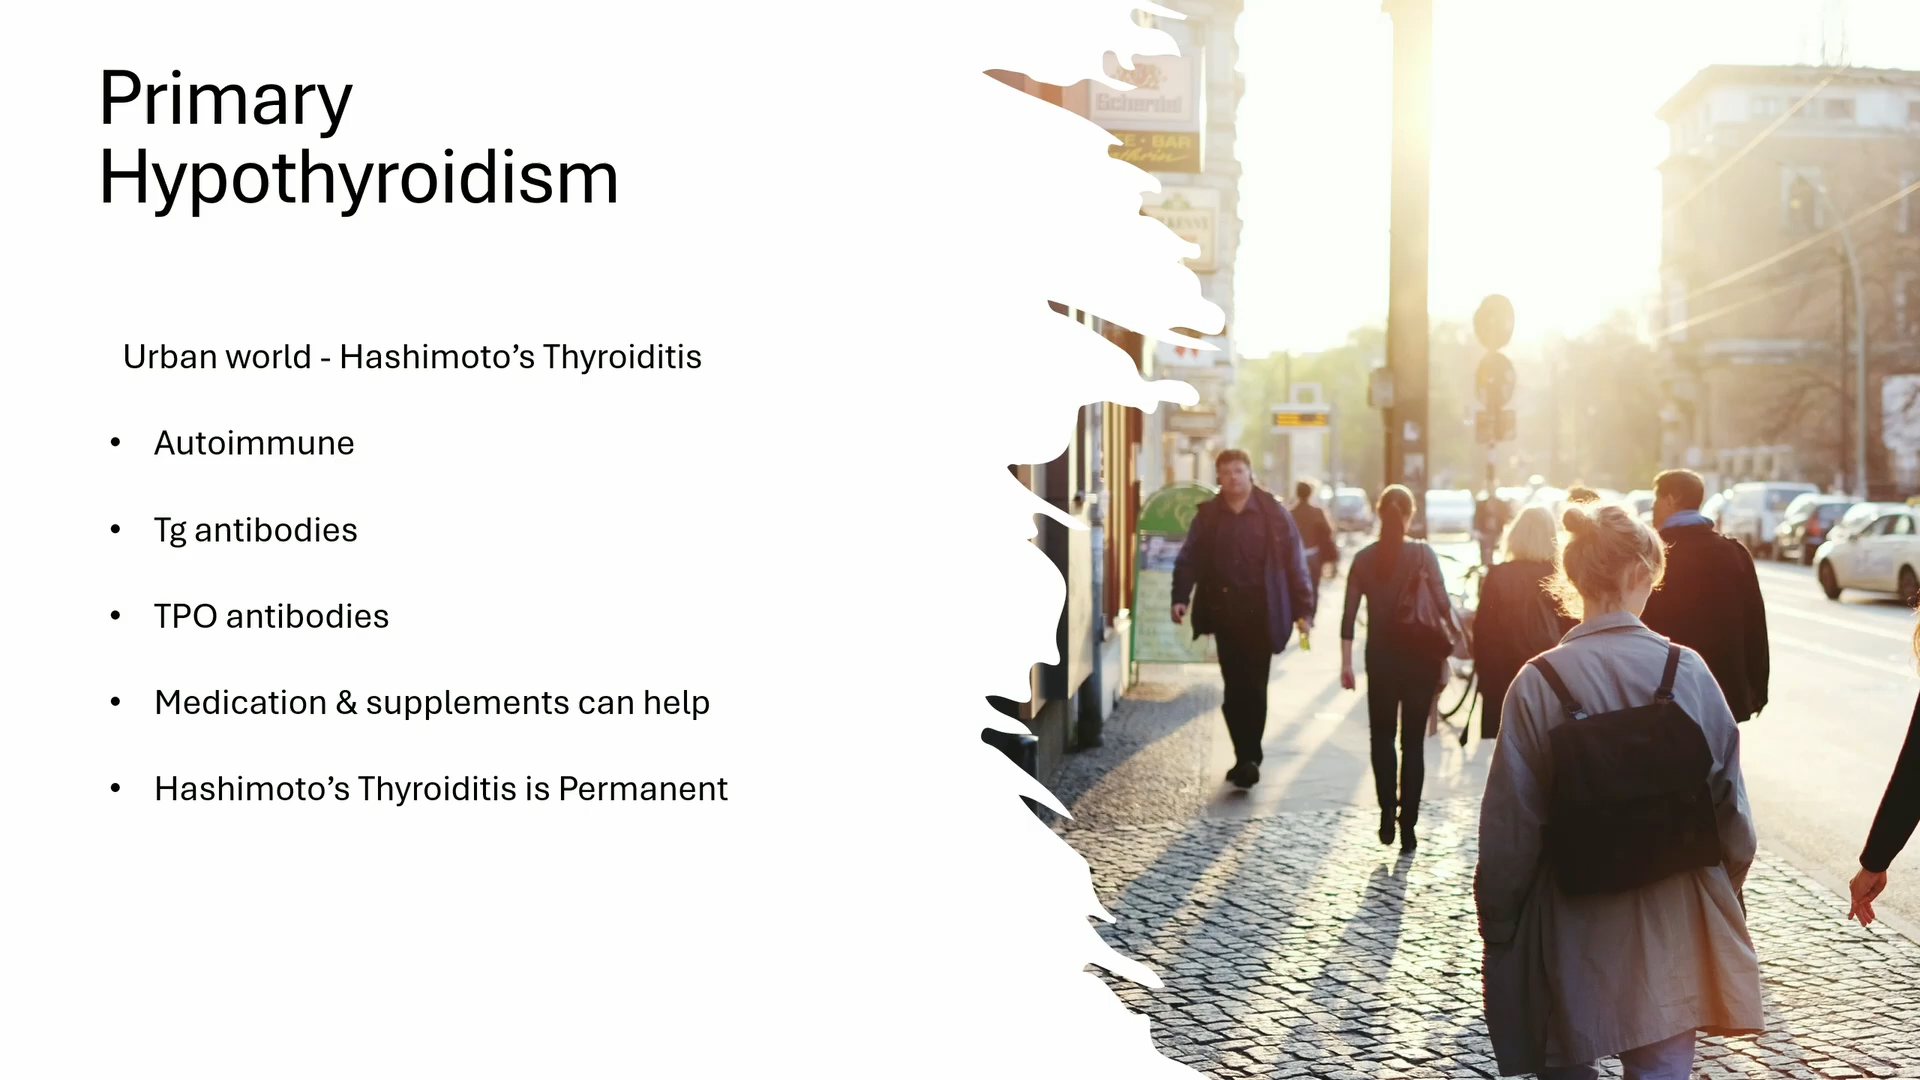 Primary
Hypothyroidism
Urban world - Hashimoto’s Thyroiditis
• Autoimmune
• Tg antibodies
• TPO antibodies
• Medication & supplements can help
• Hashimoto’s Thyroiditis is Permanent
BAR